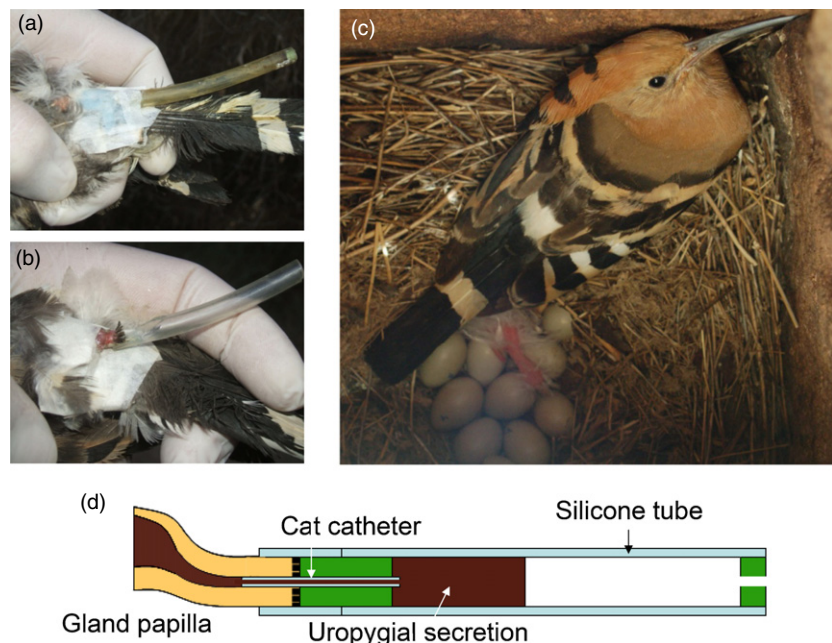 (a)
(b)
(c)
(d)
Cat catheter
Silicone tube
Gland papilla
Uropygial secretion